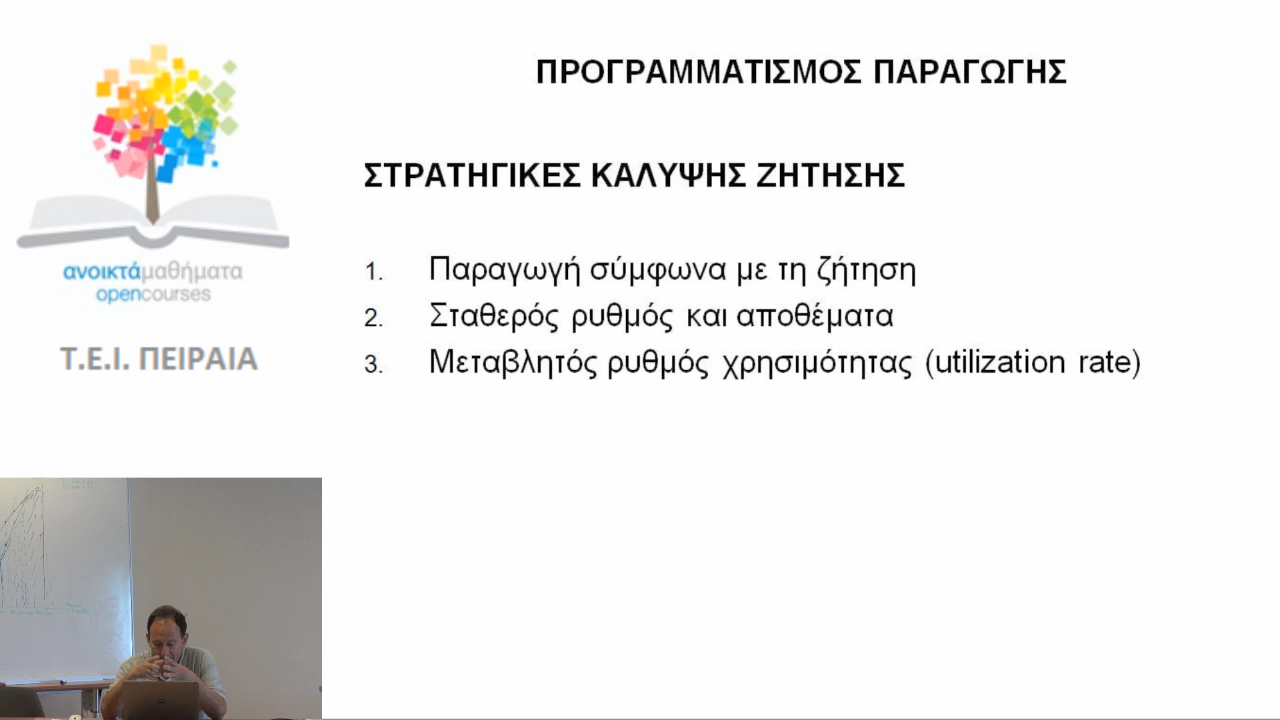 ΠΡΟΓΡΑΜΜΑΤΙΣΜΟΣ ΠΑΡΑΓΩΓΗΣ
ΣΤΡΑΤΗΓΙΚΕΣ ΚΑΛΥΨΗΣ ΖΗΤΗΣΗΣ
1. Παραγωγή σύμφωνα με τη ζήτηση
2. Σταθερός ρυθμός και αποθέματα
3. Μεταβλητός ρυθμός χρησιμότητας (utilization rate)
ανοικτάμαθήματα
opencourses
Τ.Ε.Ι. ΠΕΙΡΑΙΑ